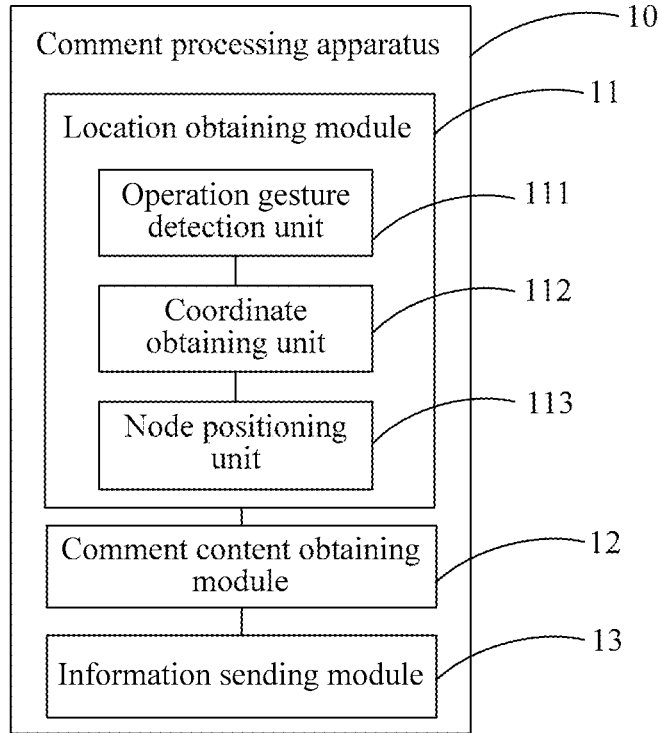 Comment processing apparatus
10
Location obtaining module
11
Operation gesture
detection unit
111
Coordinate
obtaining unit
112
Node positioning
unit
113
Comment content obtaining
module
12
Information sending module
13